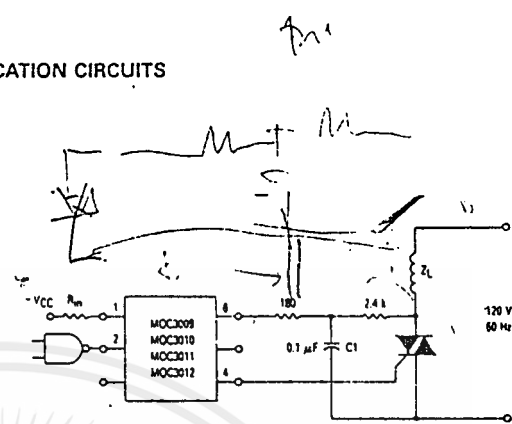 CATION CIRCUITS
VCC
Rin
1
6
180
2.4 k
ZL
120 V
60 Hz
MOC3009
MOC3010
MOC3011
MOC3012
2
0.1 μF
C1
4